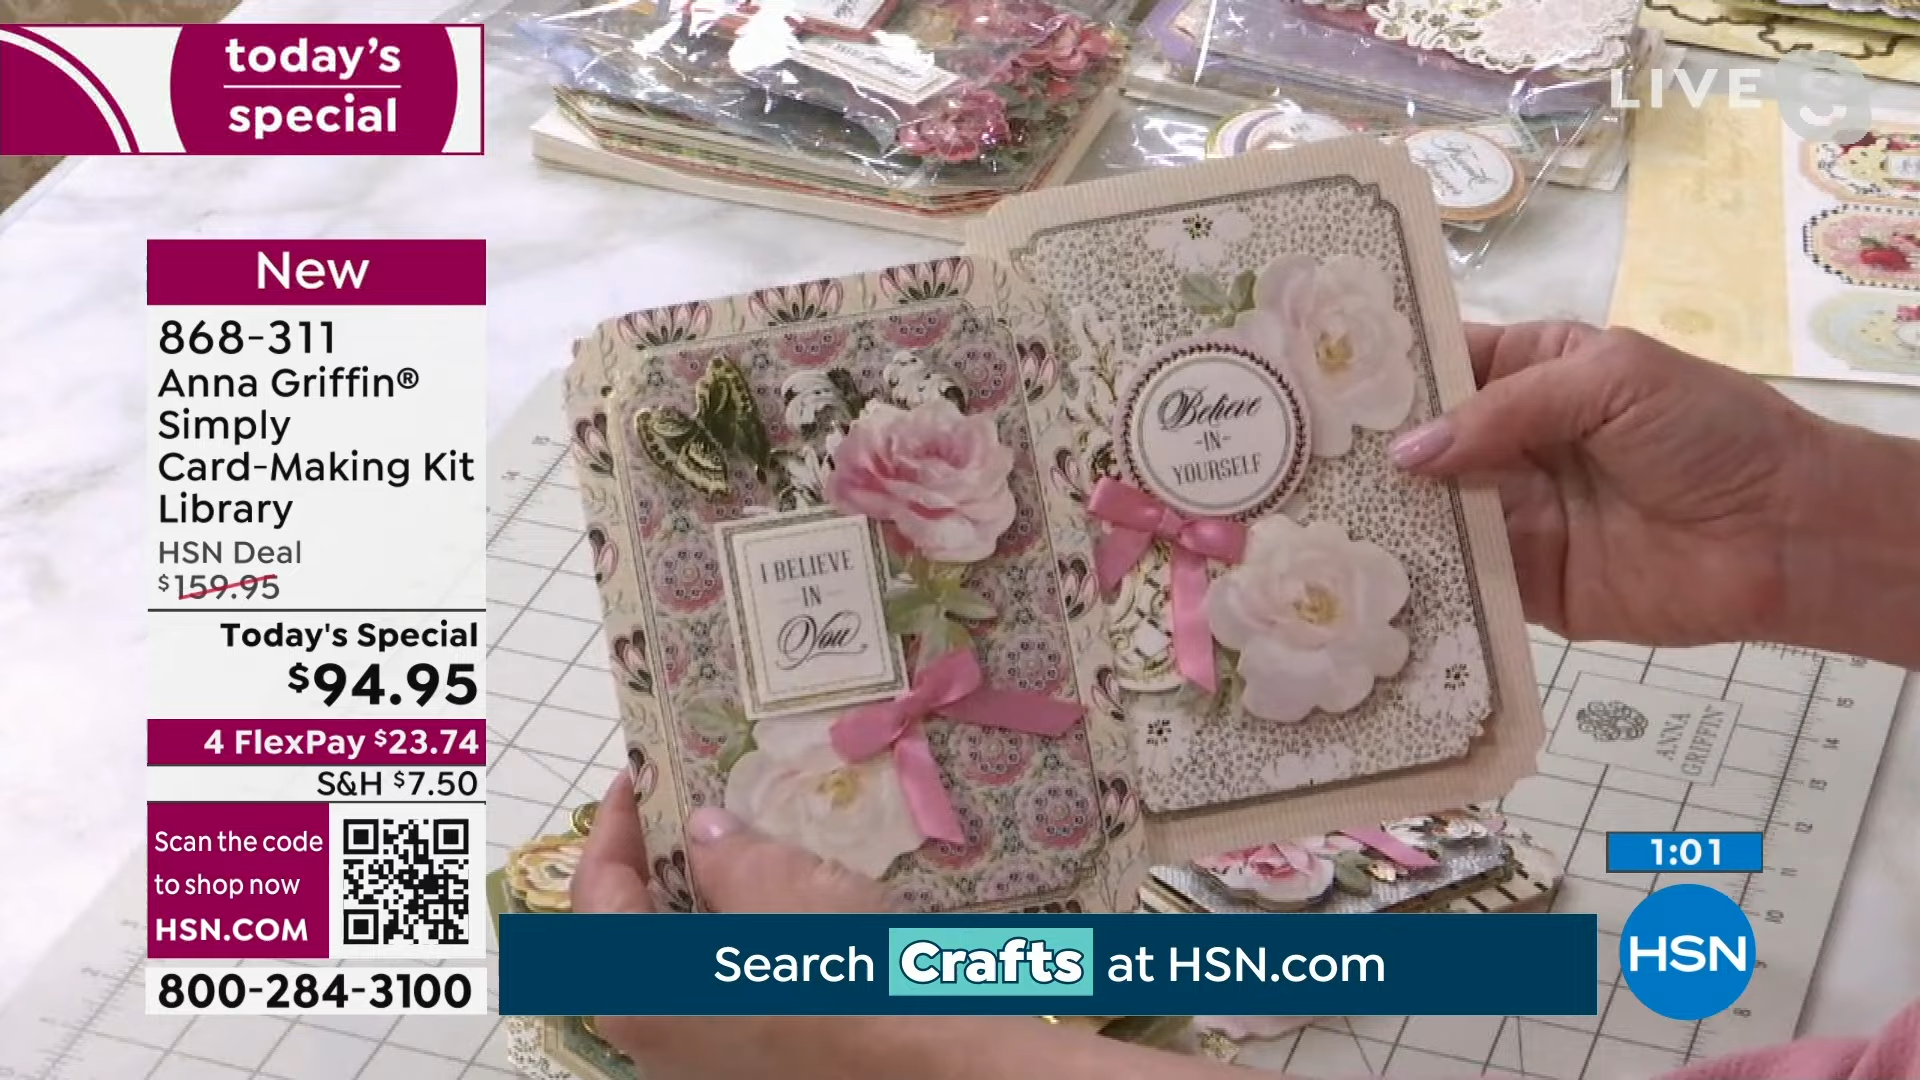 today's
special
LIVE
New
868-311
Anna Griffin®
Simply
Card-Making Kit
Library
HSN Deal
$159.95
Today's Special
$94.95
4 FlexPay $23.74
S&H $7.50
Scan the code
to shop now
HSN.COM
800-284-3100
I BELIEVE
IN
You
Believe
-IN-
YOURSELF
ANNA
GRIFFIN
1:01
HSN
Search Crafts at HSN.com